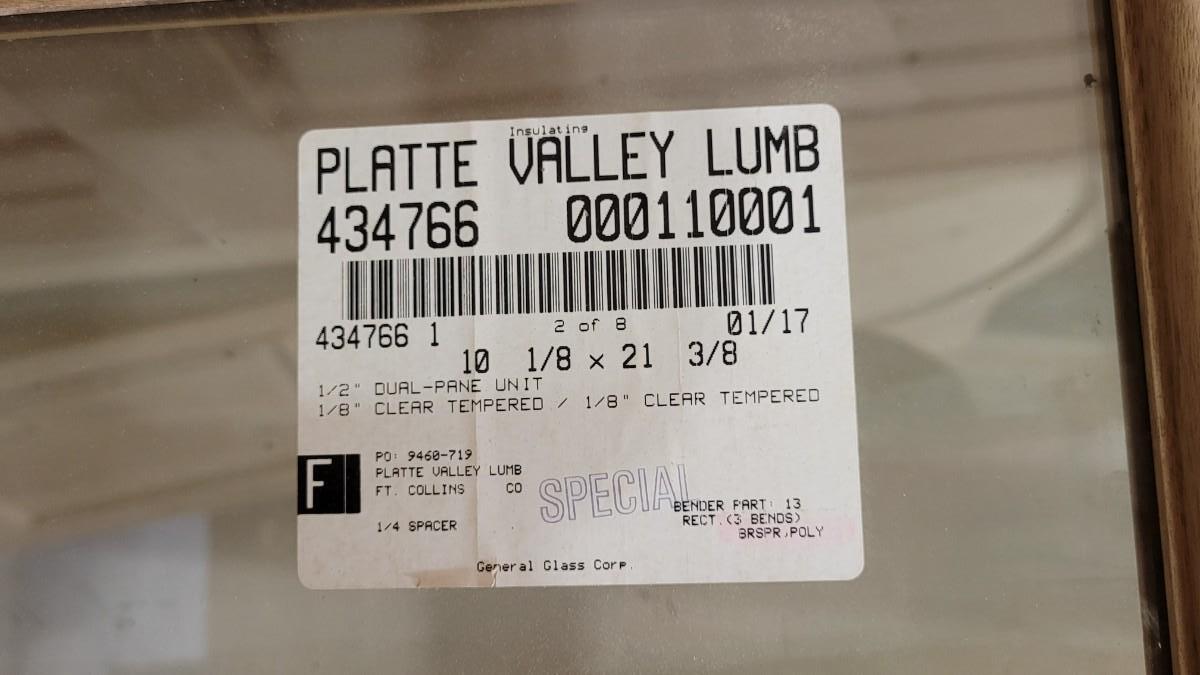 Insulating
PLATTE VALLEY LUMB
434766 000110001
434766 1 2 of 8 01/17
10 1/8 x 21 3/8
1/2" DUAL-PANE UNIT
1/8" CLEAR TEMPERED / 1/8" CLEAR TEMPERED
F
PO: 9460-719
PLATTE VALLEY LUMB
FT. COLLINS CO
1/4 SPACER
SPECIAL
BENDER PART: 13
RECT.(3 BENDS)
BRSPR,POLY
General Glass Corp.